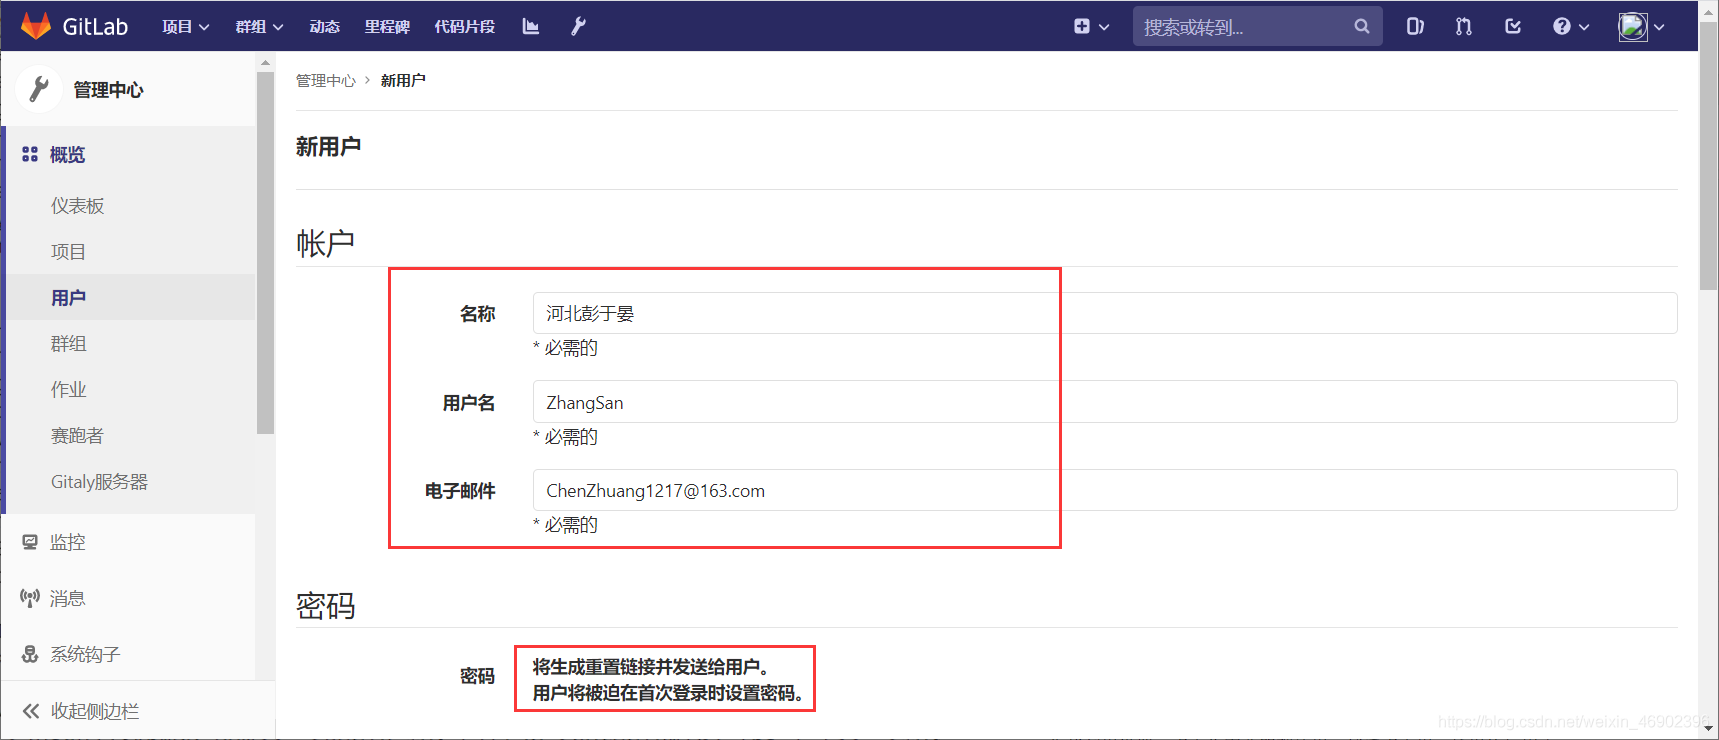 GitLab 项目 群组 动态 里程碑 代码片段 搜索或转到...
管理中心
概览
仪表板
项目
用户
群组
作业
赛跑者
Gitaly服务器
监控
消息
系统钩子
收起侧边栏
管理中心 › 新用户
新用户
帐户
名称 河北彭于晏
* 必需的
用户名 ZhangSan
* 必需的
电子邮件 ChenZhuang1217@163.com
* 必需的
密码
密码 将生成重置链接并发送给用户。
用户将被迫在首次登录时设置密码。
https://blog.csdn.net/weixin_46902396